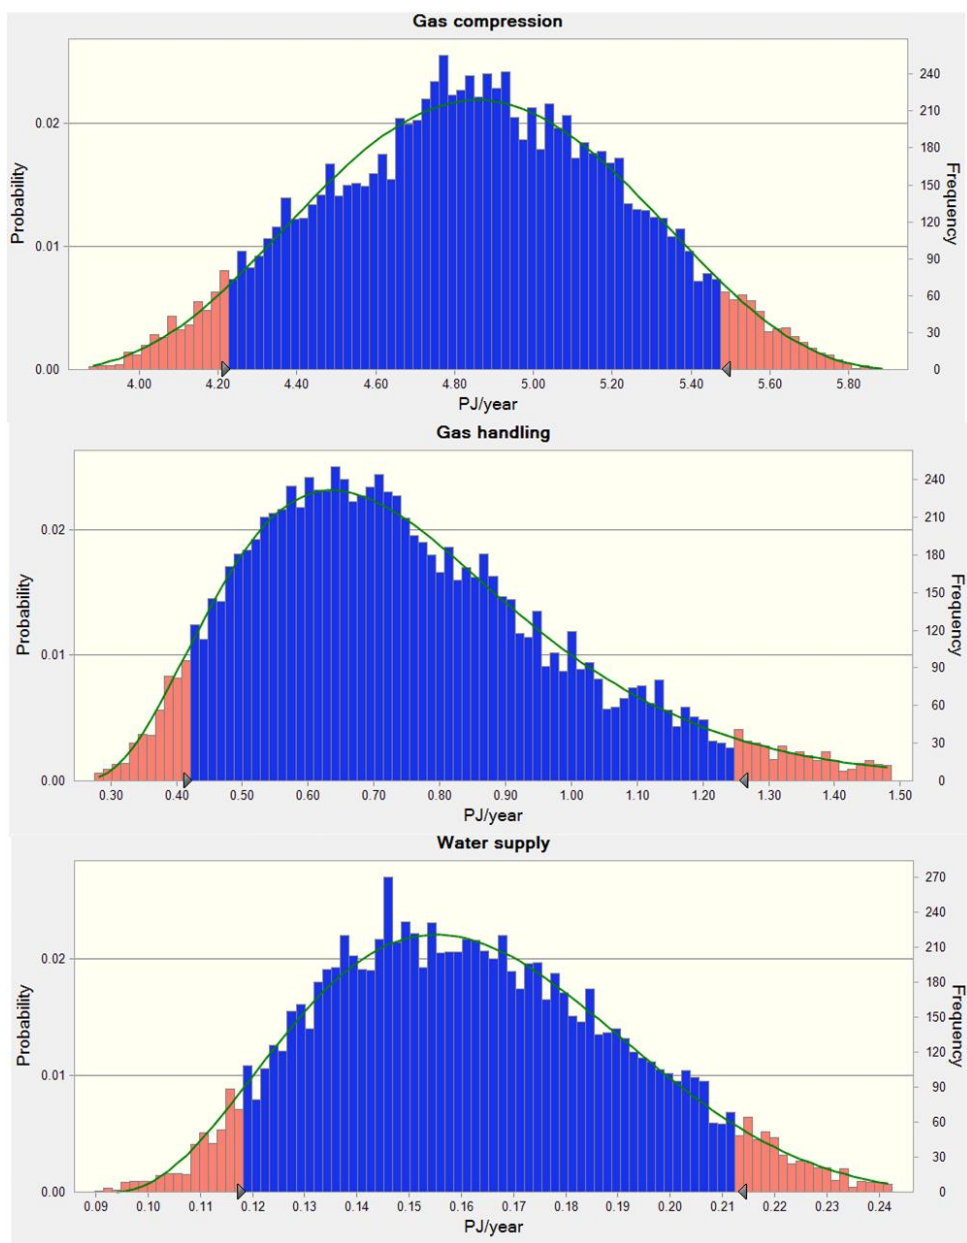 Gas compression
Probability
Frequency
0.02
0.01
0.00
240
210
180
150
120
90
60
30
0
4.00 4.20 4.40 4.60 4.80 5.00 5.20 5.40 5.60 5.80
PJ/year
Gas handling
Probability
Frequency
0.02
0.01
0.00
240
210
180
150
120
90
60
30
0
0.30 0.40 0.50 0.60 0.70 0.80 0.90 1.00 1.10 1.20 1.30 1.40 1.50
PJ/year
Water supply
Probability
Frequency
0.02
0.01
0.00
270
240
210
180
150
120
90
60
30
0
0.09 0.10 0.11 0.12 0.13 0.14 0.15 0.16 0.17 0.18 0.19 0.20 0.21 0.22 0.23 0.24
PJ/year